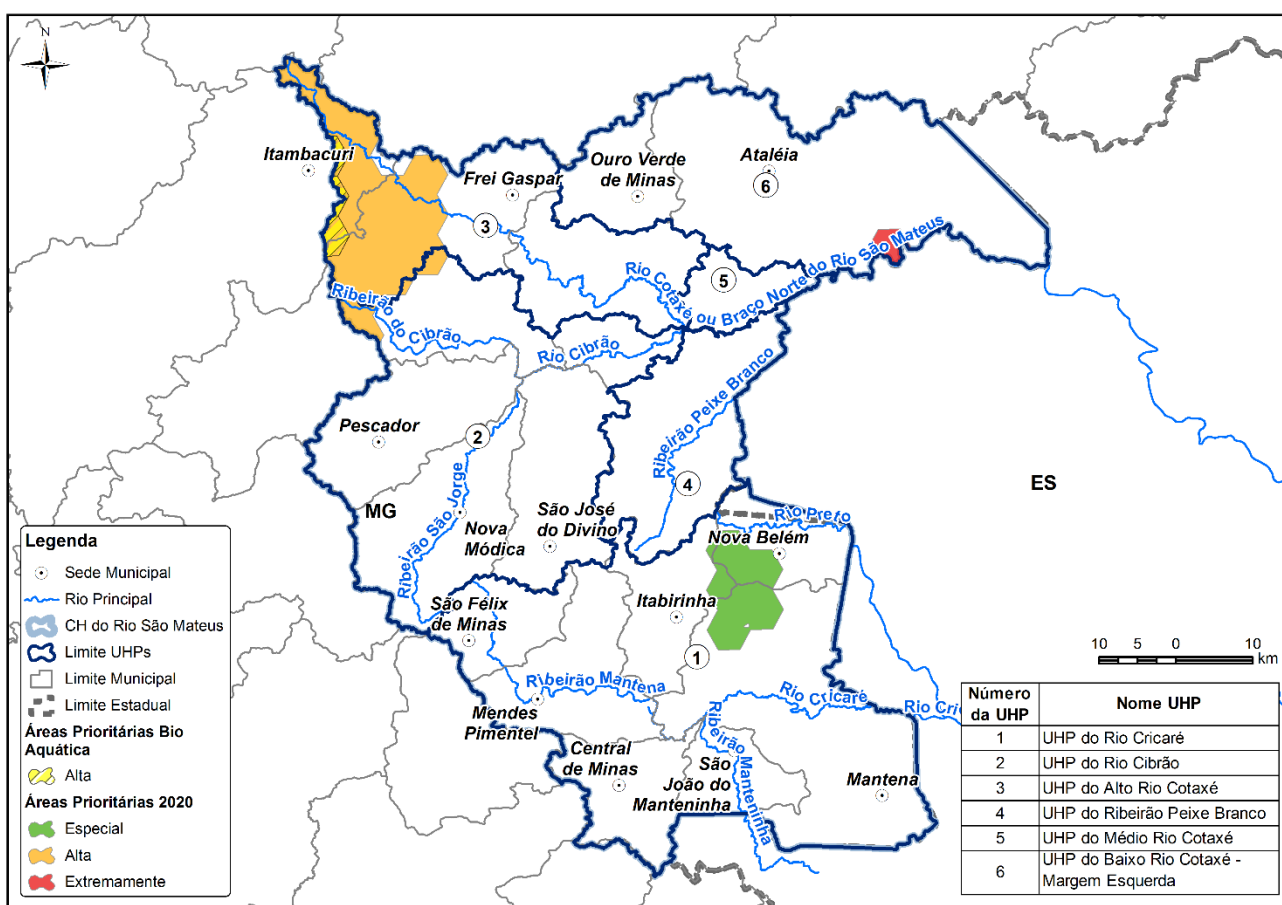 N
Itambacuri
Frei Gaspar
Ouro Verde
de Minas
Ataléia
6
3
5
Rio Cotaxé ou Braço Norte do Rio São Mateus
Ribeirão do Cibrão
Rio Cibrão
Ribeirão Peixe Branco
Pescador
2
4
ES
MG
Ribeirão São Jorge
Nova
Módica
São José
do Divino
Rio Preto
Nova Belém
São Félix
de Minas
Itabirinha
1
Ribeirão Mantena
Rio Cricaré
Rio Cri
Mendes
Pimentel
Central
de Minas
Ribeirão Manteninha
São
João do
Manteninha
Mantena
Legenda
Sede Municipal
Rio Principal
CH do Rio São Mateus
Limite UHPs
Limite Municipal
Limite Estadual
Áreas Prioritárias Bio
Aquática
Alta
Áreas Prioritárias 2020
Especial
Alta
Extremamente
10 5 0 10
km
Número
da UHP
Nome UHP
1 UHP do Rio Cricaré
2 UHP do Rio Cibrão
3 UHP do Alto Rio Cotaxé
4 UHP do Ribeirão Peixe Branco
5 UHP do Médio Rio Cotaxé
6 UHP do Baixo Rio Cotaxé -
Margem Esquerda